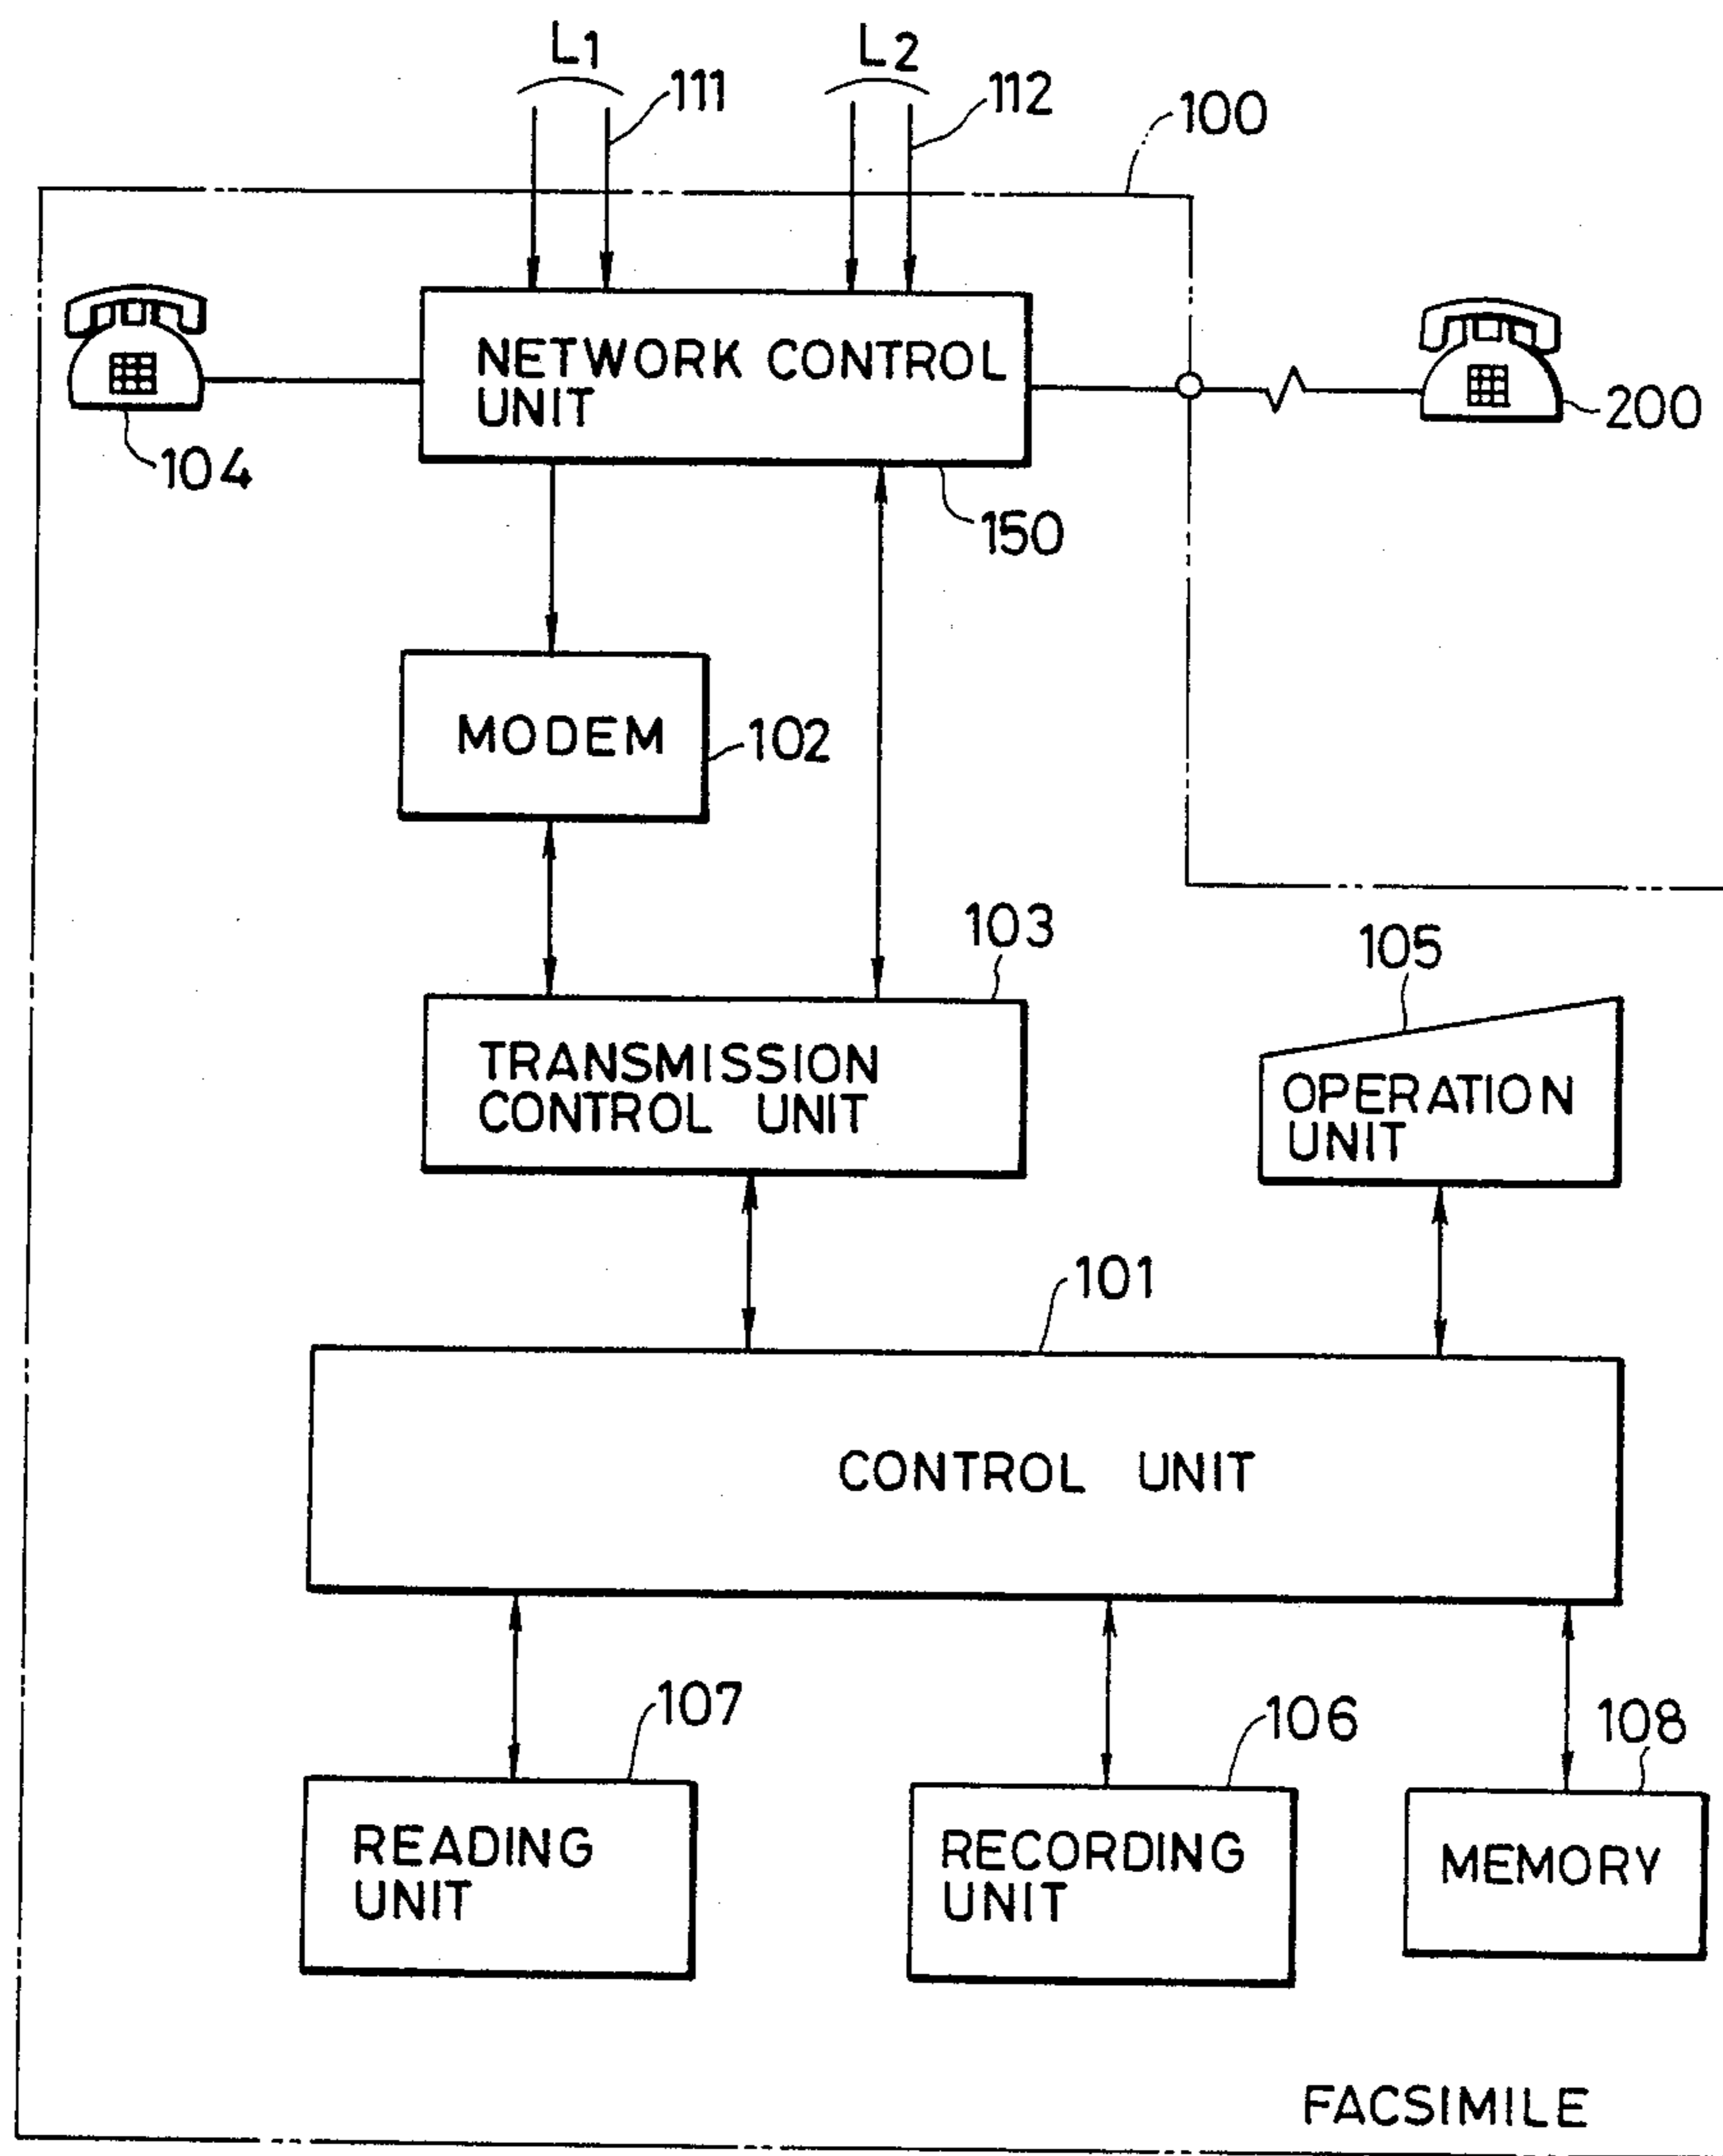 L1
L2
111
112
100
NETWORK CONTROL
UNIT
104
200
150
MODEM
102
103
105
TRANSMISSION
CONTROL UNIT
OPERATION
UNIT
101
CONTROL UNIT
107
106
108
READING
UNIT
RECORDING
UNIT
MEMORY
FACSIMILE